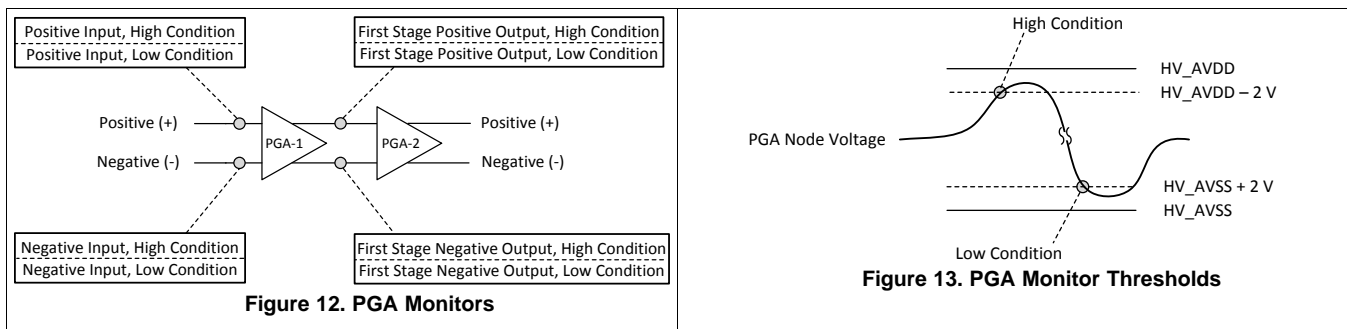 Positive Input, High Condition
Positive Input, Low Condition
First Stage Positive Output, High Condition
First Stage Positive Output, Low Condition
Positive (+)
PGA-1
PGA-2
Positive (+)
Negative (-)
Negative (-)
Negative Input, High Condition
Negative Input, Low Condition
First Stage Negative Output, High Condition
First Stage Negative Output, Low Condition
Figure 12. PGA Monitors
High Condition
HV_AVDD
HV_AVDD – 2 V
PGA Node Voltage
HV_AVSS + 2 V
HV_AVSS
Low Condition
Figure 13. PGA Monitor Thresholds